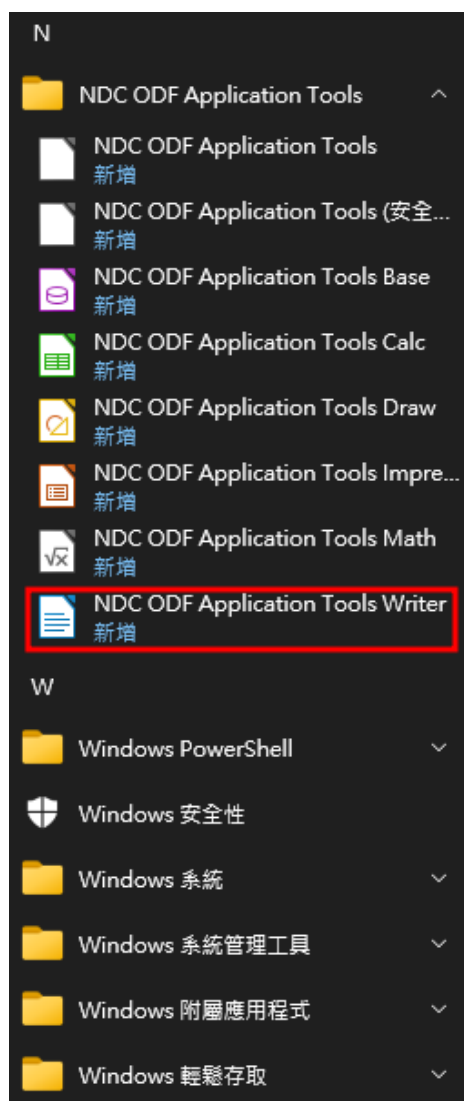 N
NDC ODF Application Tools
NDC ODF Application Tools
新增
NDC ODF Application Tools (安全...
新增
NDC ODF Application Tools Base
新增
NDC ODF Application Tools Calc
新增
NDC ODF Application Tools Draw
新增
NDC ODF Application Tools Impre...
新增
NDC ODF Application Tools Math
新增
NDC ODF Application Tools Writer
新增
W
Windows PowerShell
Windows 安全性
Windows 系統
Windows 系統管理工具
Windows 附屬應用程式
Windows 輕鬆存取